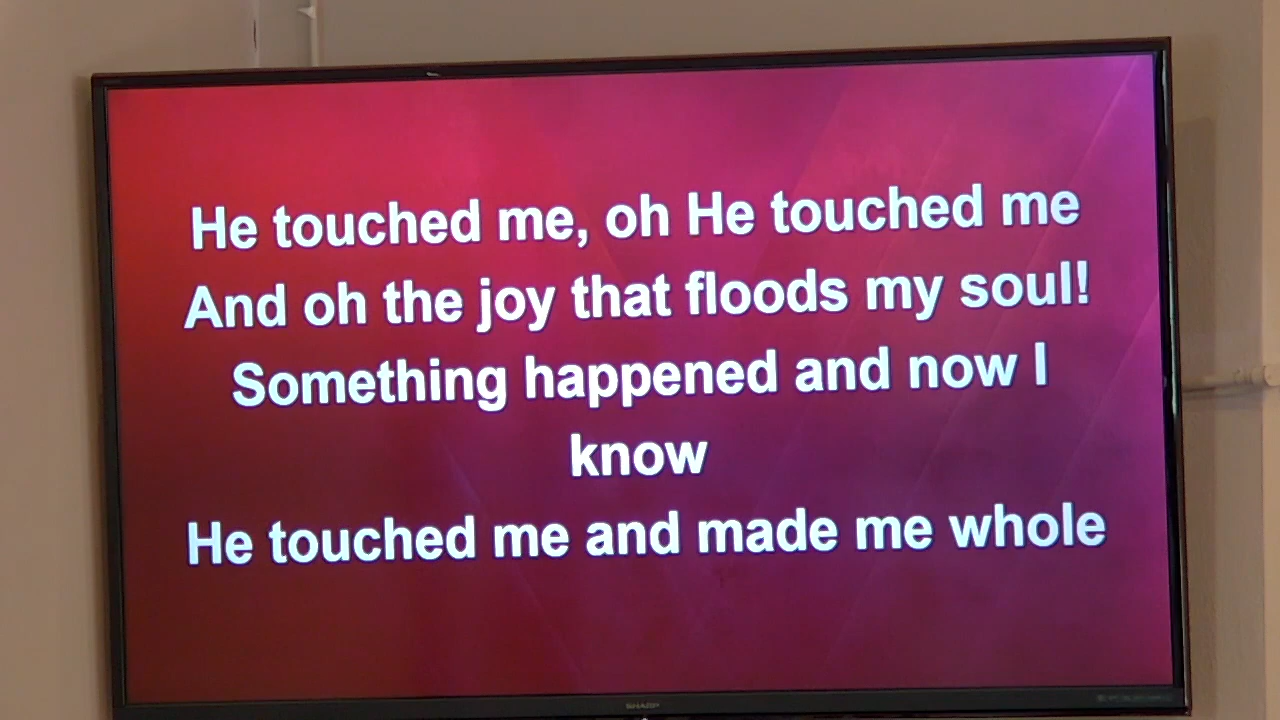 He touched me, oh He touched me
And oh the joy that floods my soul!
Something happened and now I
know
He touched me and made me whole
SHARP